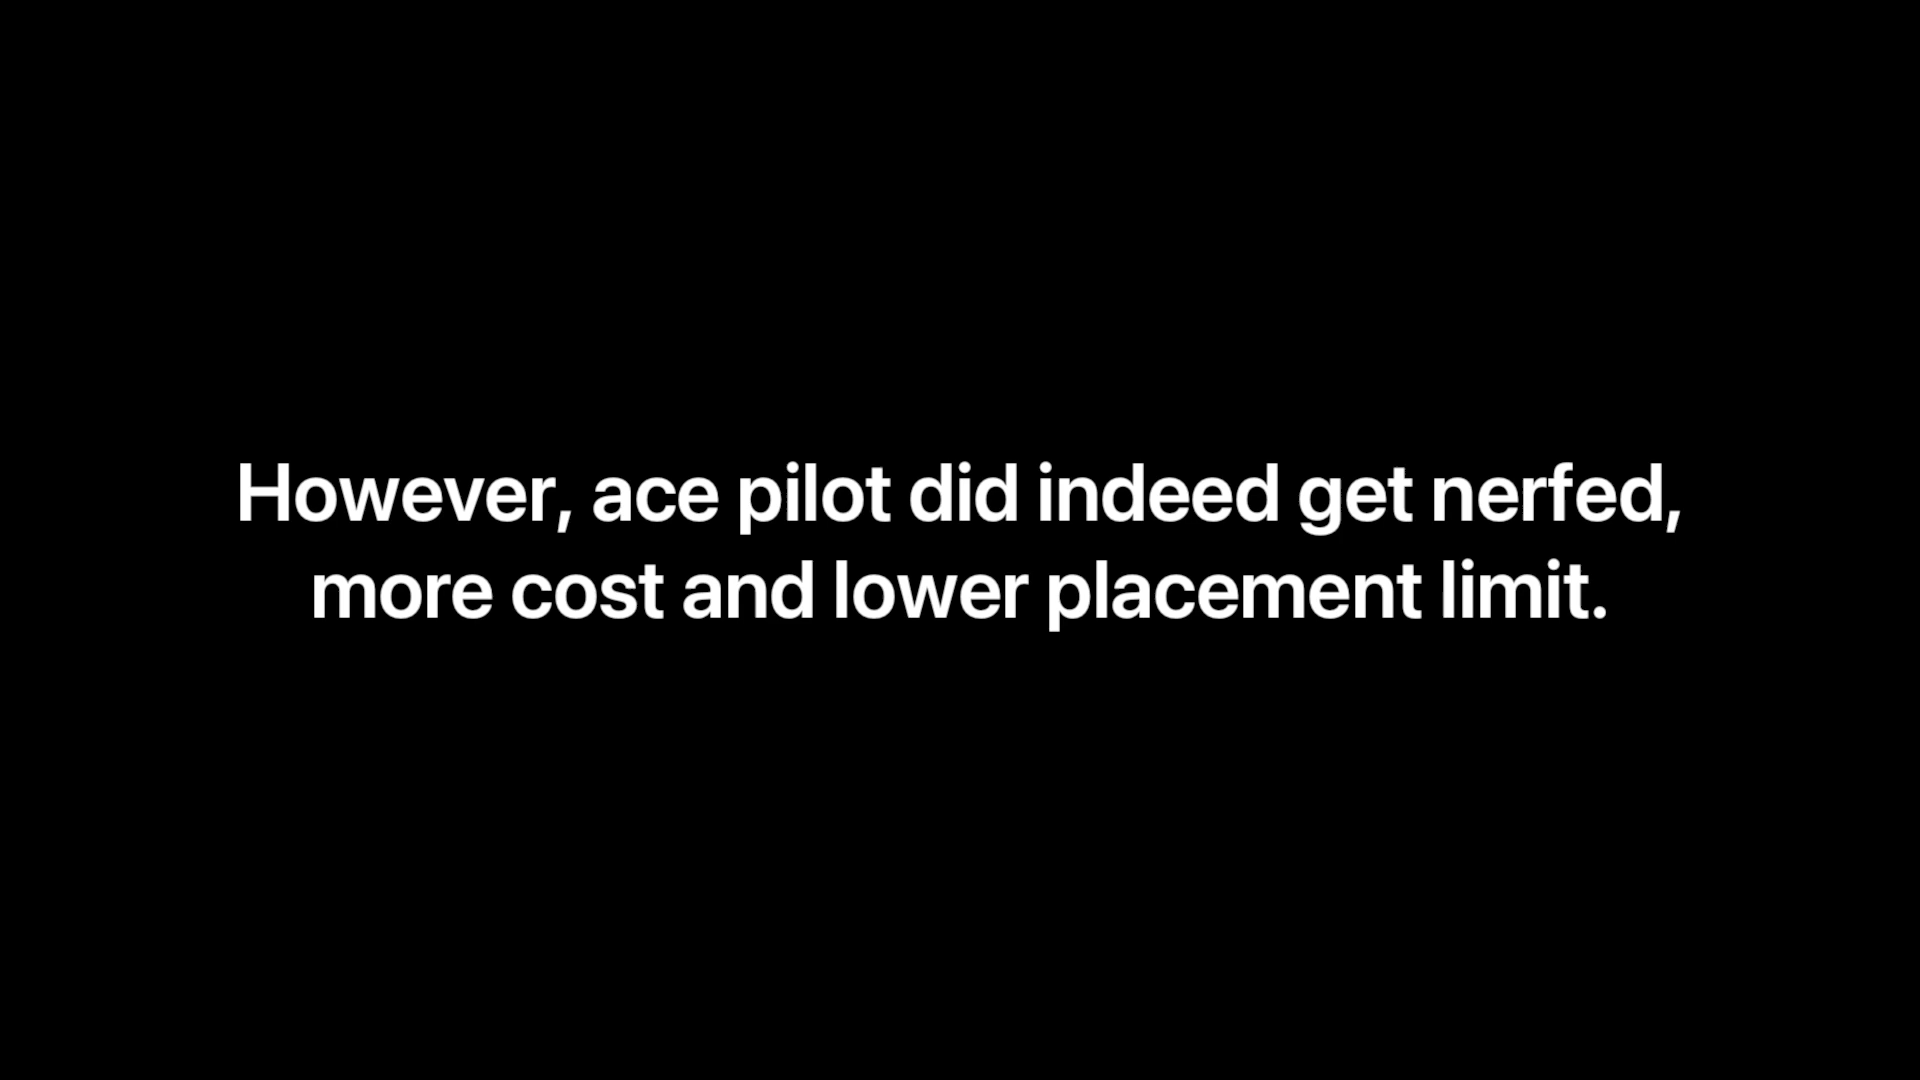 However, ace pilot did indeed get nerfed,
more cost and lower placement limit.